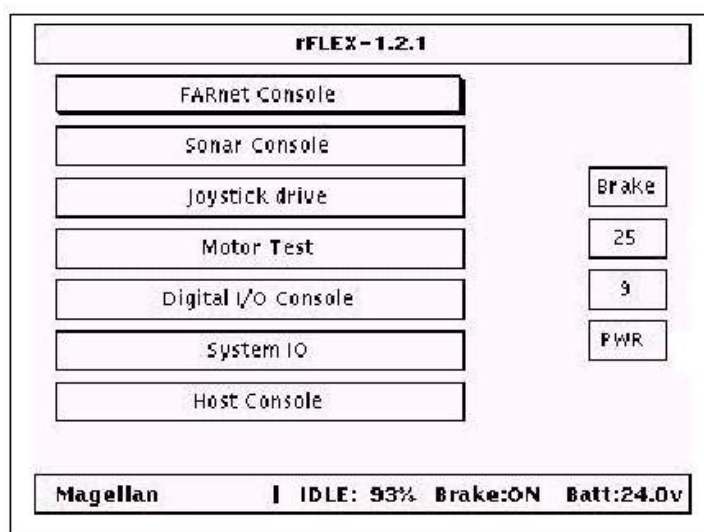 rFLEX-1.2.1
FARnet Console
Sonar Console
Joystick drive
Motor Test
Digital I/O Console
System IO
Host Console
Brake
25
9
PWR
Magellan | IDLE: 93% Brake:ON Batt:24.0v